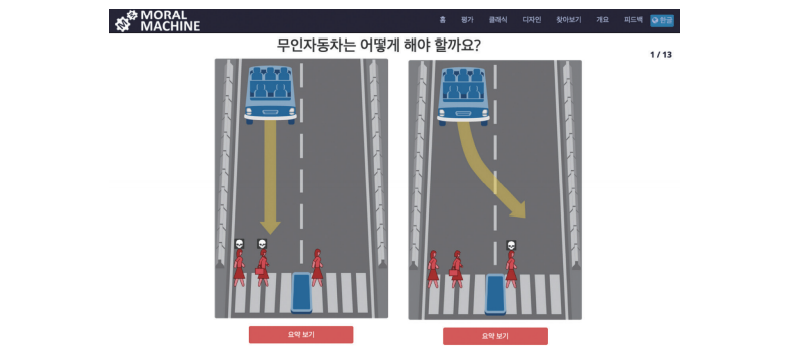 MORAL
MACHINE
홈 평가 클래식 디자인 찾아보기 개요 피드백 한글
무인자동차는 어떻게 해야 할까요?
1 / 13
요약 보기
요약 보기